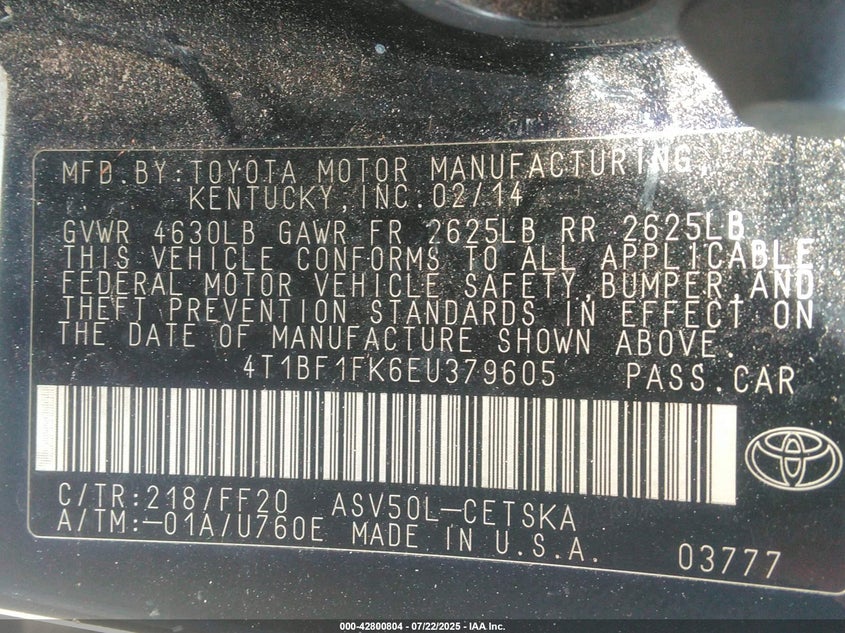 MFD.BY:TOYOTA MOTOR MANUFACTURING,
KENTUCKY,INC.02/14
GVWR 4630LB GAWR FR 2625LB RR 2625LB
THIS VEHICLE CONFORMS TO ALL APPLICABLE
FEDERAL MOTOR VEHICLE SAFETY,BUMPER,AND
THEFT PREVENTION STANDARDS IN EFFECT ON
THE DATE OF MANUFACTURE SHOWN ABOVE.
4T1BF1FK6EU379605 PASS.CAR
C/TR:218/FF20 ASV50L-CETSKA
A/TM:-01A/U760E MADE IN U.S.A. 03777
000-42800804 | 07/22/2025 | IAA Inc.